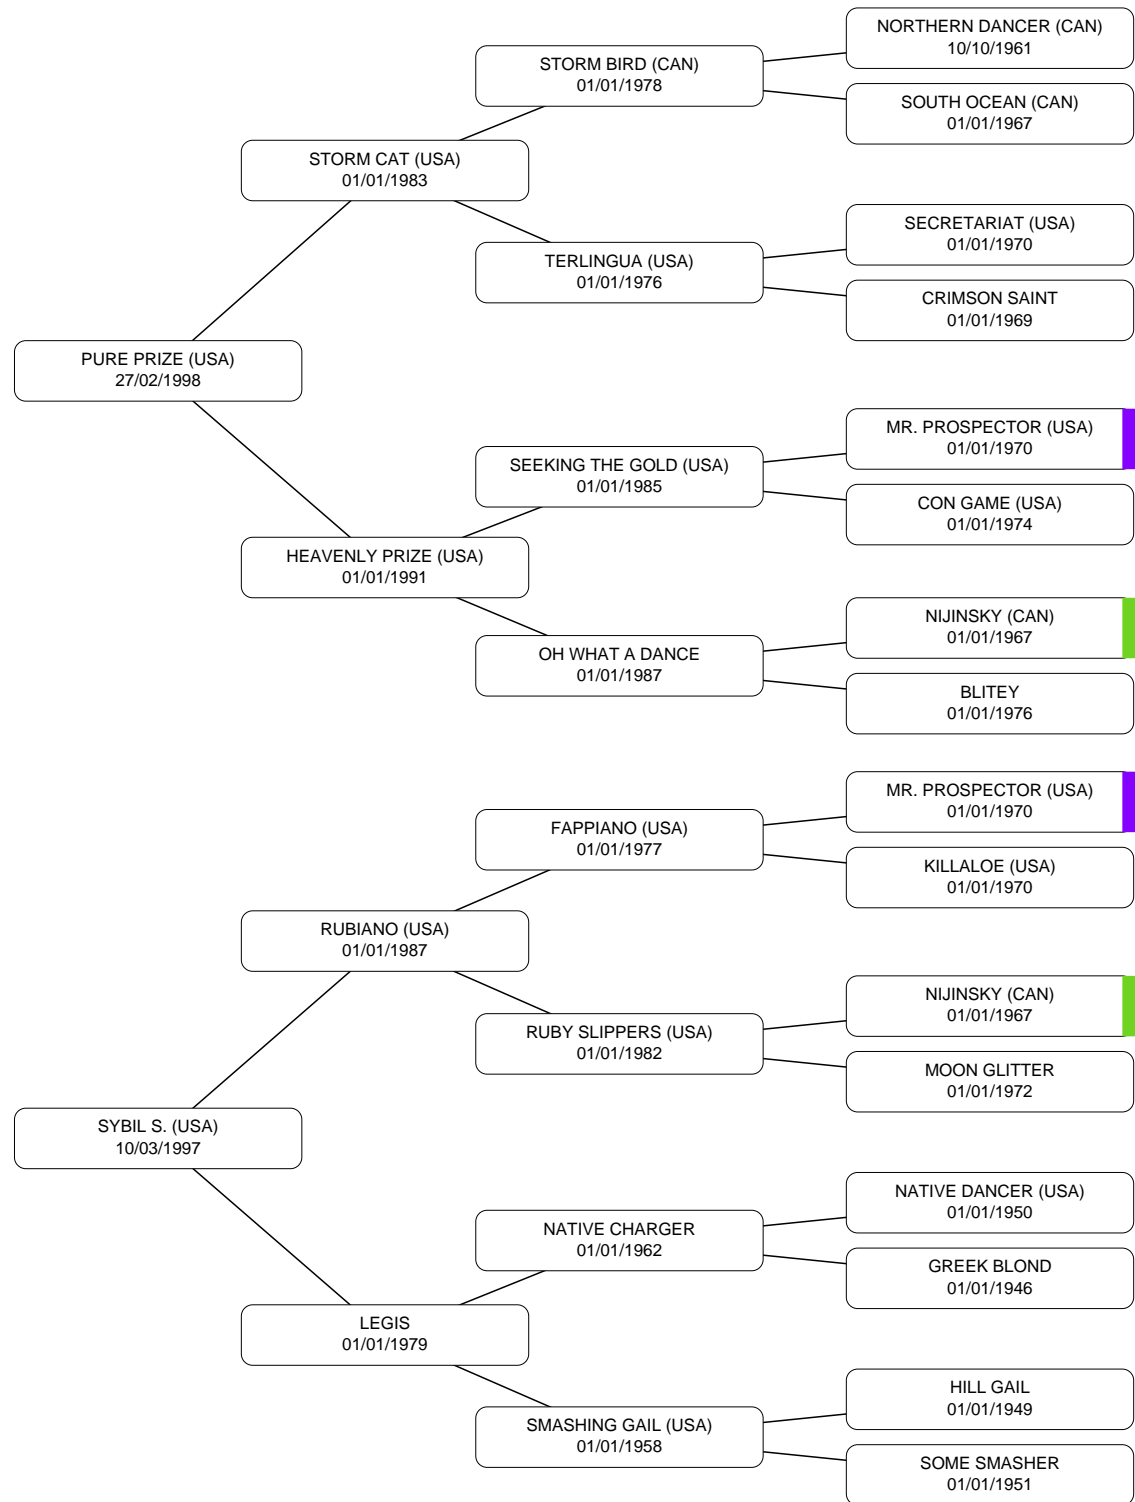 NORTHERN DANCER (CAN)
10/10/1961
STORM BIRD (CAN)
01/01/1978
SOUTH OCEAN (CAN)
01/01/1967
STORM CAT (USA)
01/01/1983
SECRETARIAT (USA)
01/01/1970
TERLINGUA (USA)
01/01/1976
CRIMSON SAINT
01/01/1969
PURE PRIZE (USA)
27/02/1998
MR. PROSPECTOR (USA)
01/01/1970
SEEKING THE GOLD (USA)
01/01/1985
CON GAME (USA)
01/01/1974
HEAVENLY PRIZE (USA)
01/01/1991
NIJINSKY (CAN)
01/01/1967
OH WHAT A DANCE
01/01/1987
BLITEY
01/01/1976
MR. PROSPECTOR (USA)
01/01/1970
FAPPIANO (USA)
01/01/1977
KILLALOE (USA)
01/01/1970
RUBIANO (USA)
01/01/1987
NIJINSKY (CAN)
01/01/1967
RUBY SLIPPERS (USA)
01/01/1982
MOON GLITTER
01/01/1972
SYBIL S. (USA)
10/03/1997
NATIVE DANCER (USA)
01/01/1950
NATIVE CHARGER
01/01/1962
GREEK BLOND
01/01/1946
LEGIS
01/01/1979
HILL GAIL
01/01/1949
SMASHING GAIL (USA)
01/01/1958
SOME SMASHER
01/01/1951